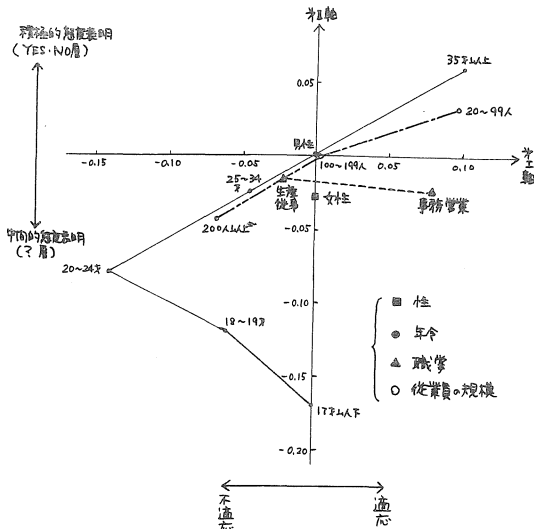 第II軸
積極的態度表明
(YES・NO層)
35才以上
0.05
20~99人
男性
-0.15
-0.10
-0.05
0
100~199人
0.05
0.10
第I軸
25~34才
生産従事
女性
事務営業
200人以上
中間的態度表明
(?層)
20~24才
-0.05
-0.10
18~19才
■ 性
● 年令
▲ 職業
○ 従業員の規模
-0.15
17才以下
-0.20
不適応
適応